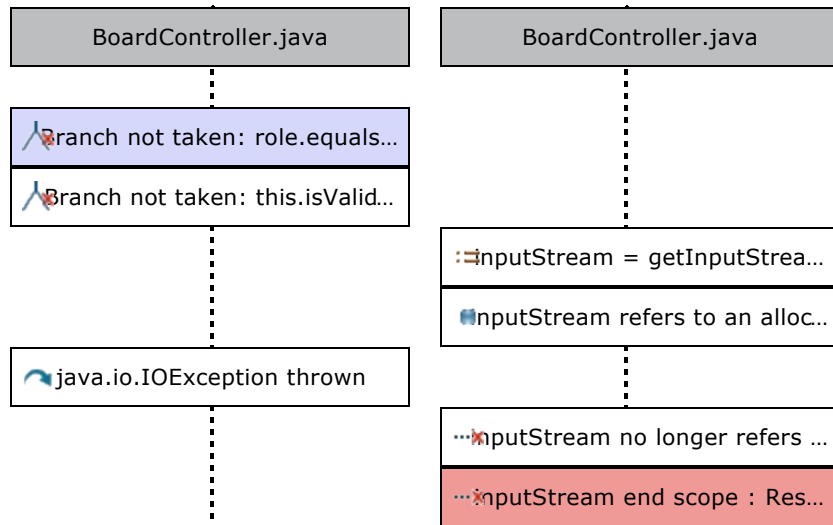 BoardController.java
BoardController.java
Branch not taken: role.equals...
Branch not taken: this.isValid...
inputStream = getInputStrea...
inputStream refers to an alloc...
java.io.IOException thrown
inputStream no longer refers ...
inputStream end scope : Res...